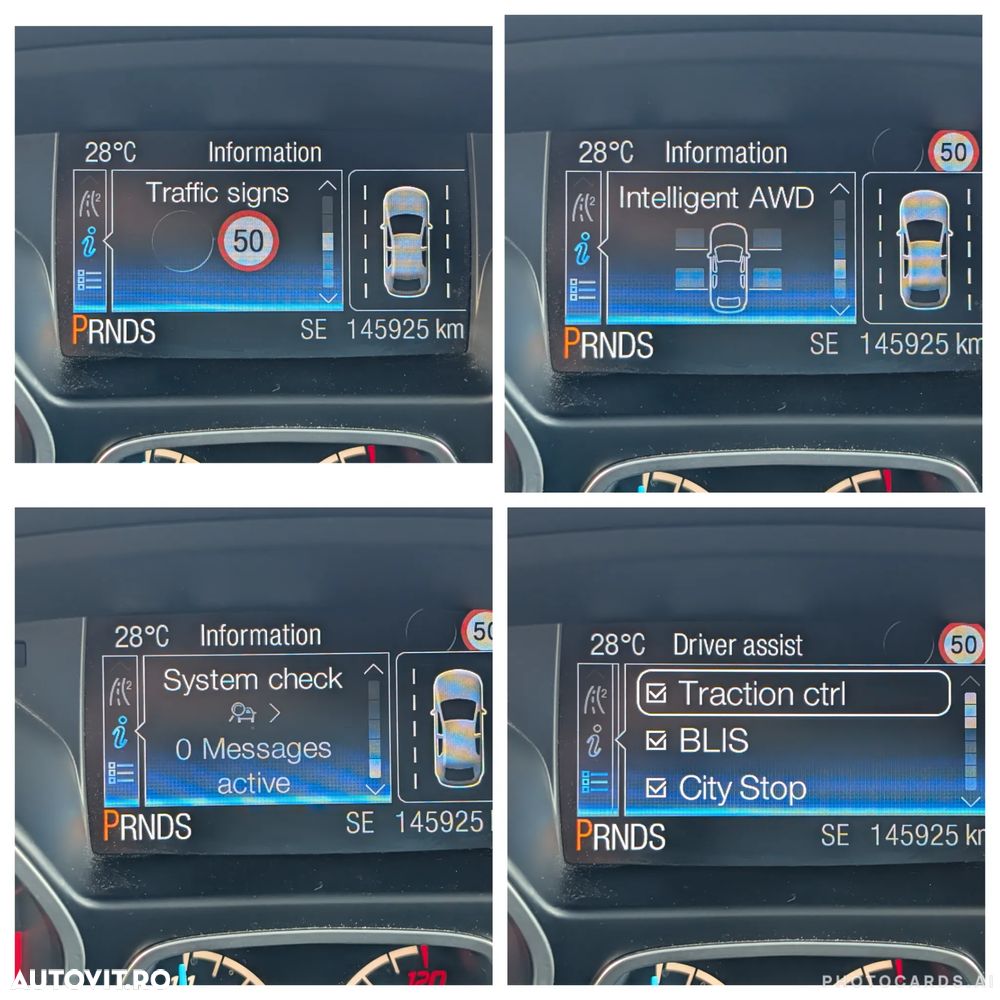 28°C Information
Traffic signs
50
PRNDS SE 145925 km
28°C Information 50
Intelligent AWD
PRNDS SE 145925 km
28°C Information 50
System check
0 Messages
active
PRNDS SE 145925
28°C Driver assist 50
Traction ctrl
BLIS
City Stop
PRNDS SE 145925 km
120
AUTOVIT.RO
PHOTOCARDS.AI